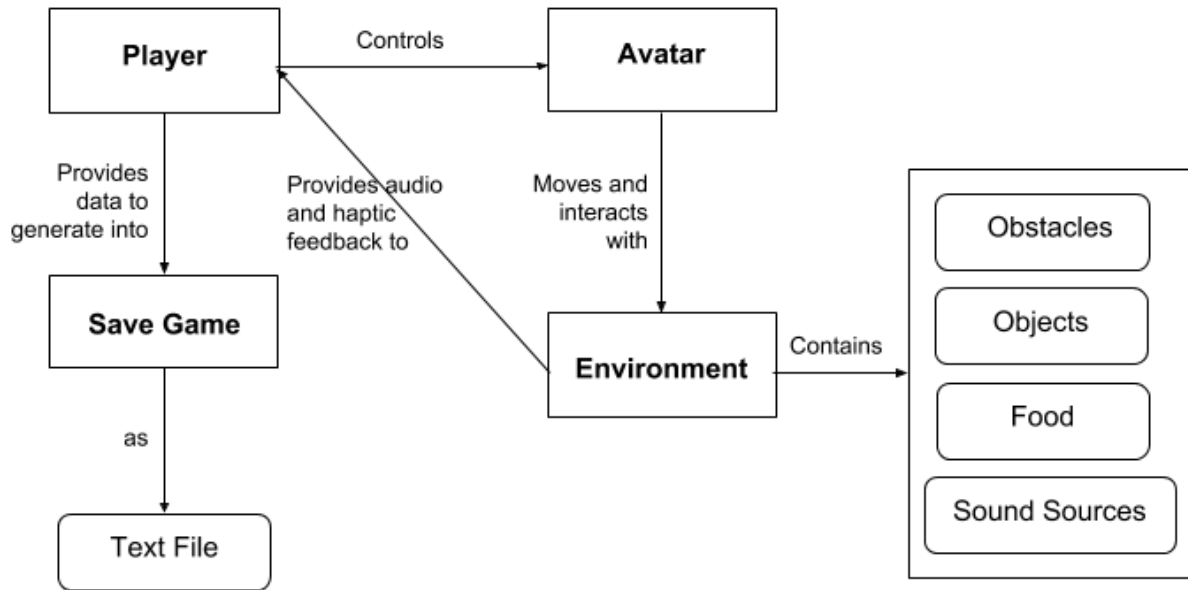 Player
Controls
Avatar
Provides
data to
generate into
Provides audio
and haptic
feedback to
Moves and
interacts
with
Obstacles
Objects
Food
Sound Sources
Save Game
Environment
Contains
as
Text File